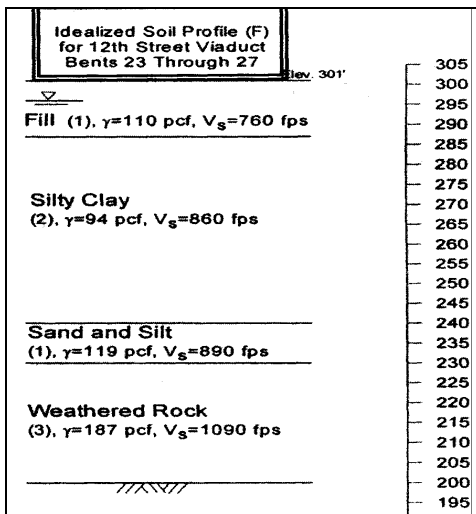 Idealized Soil Profile (F)
for 12th Street Viaduct
Bents 23 Through 27
Elev. 301'
Fill (1), γ=110 pcf, Vs=760 fps
Silty Clay
(2), γ=94 pcf, Vs=860 fps
Sand and Silt
(1), γ=119 pcf, Vs=890 fps
Weathered Rock
(3), γ=187 pcf, Vs=1090 fps
305
300
295
290
285
280
275
270
265
260
255
250
245
240
235
230
225
220
215
210
205
200
195